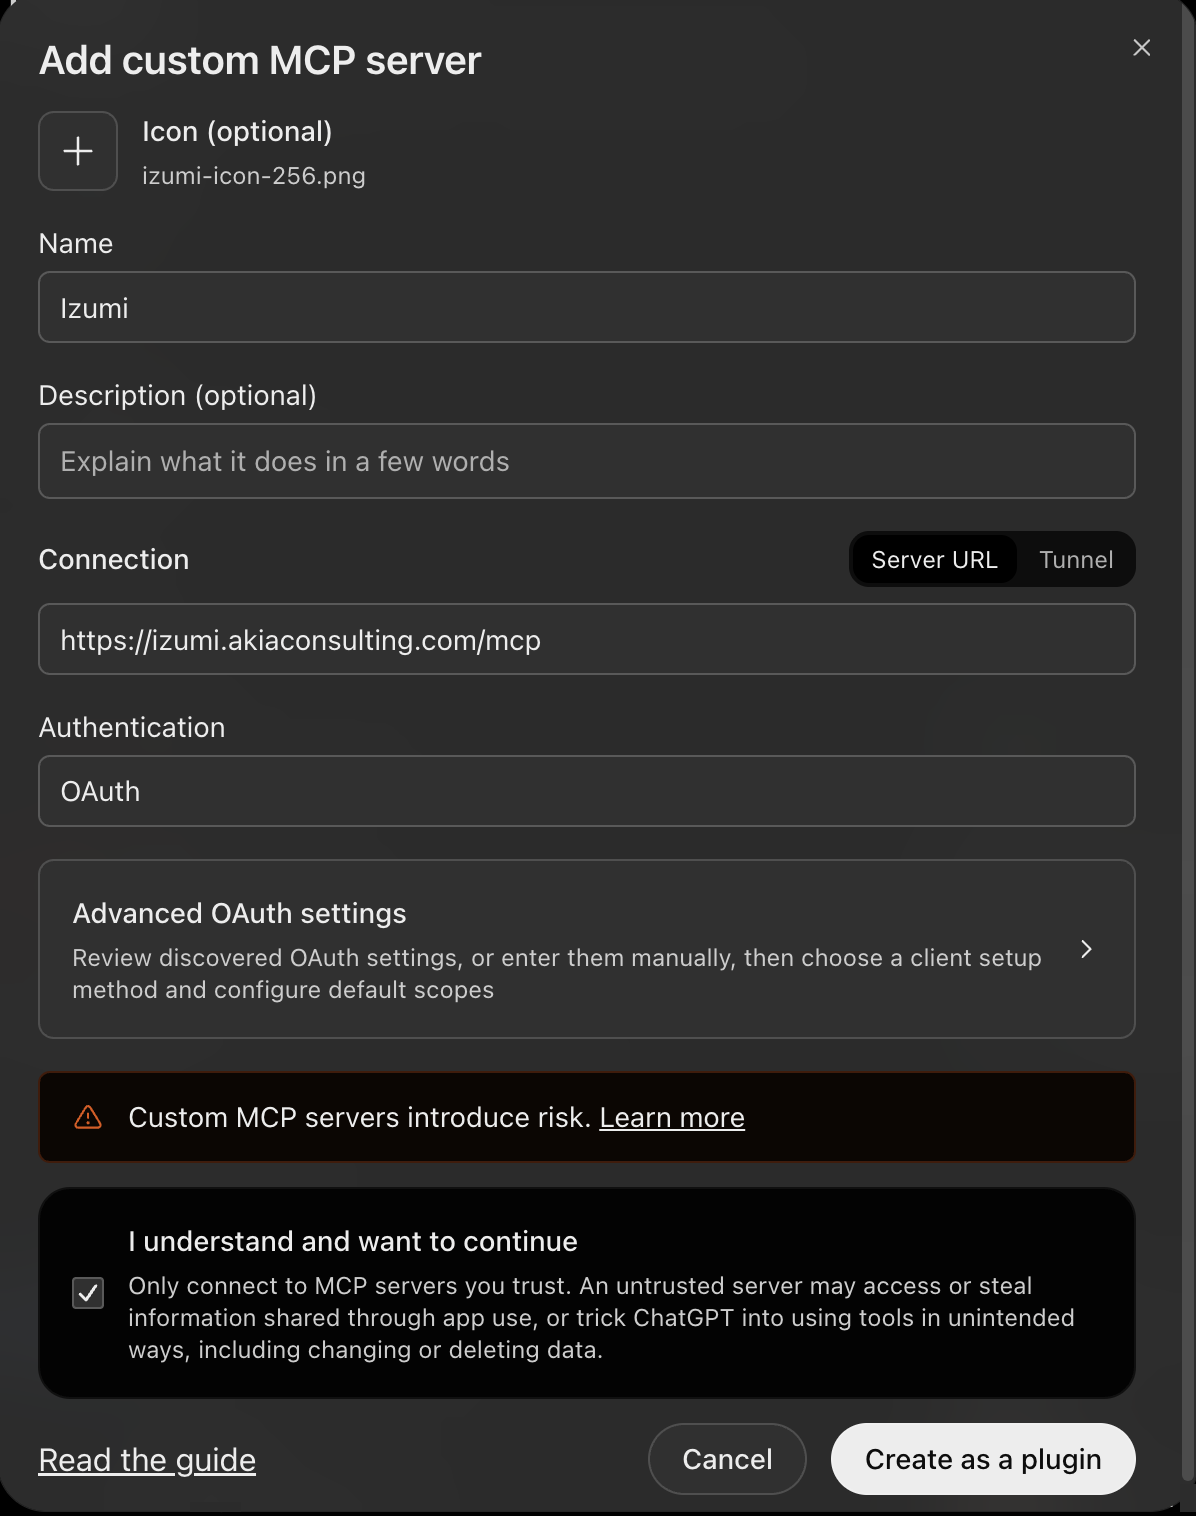 Add custom MCP server
Icon (optional)
izumi-icon-256.png
Name
Izumi
Description (optional)
Explain what it does in a few words
Connection
Server URL
Tunnel
https://izumi.akiaconsulting.com/mcp
Authentication
OAuth
Advanced OAuth settings
Review discovered OAuth settings, or enter them manually, then choose a client setup
method and configure default scopes
Custom MCP servers introduce risk. Learn more
I understand and want to continue
Only connect to MCP servers you trust. An untrusted server may access or steal
information shared through app use, or trick ChatGPT into using tools in unintended
ways, including changing or deleting data.
Read the guide
Cancel
Create as a plugin